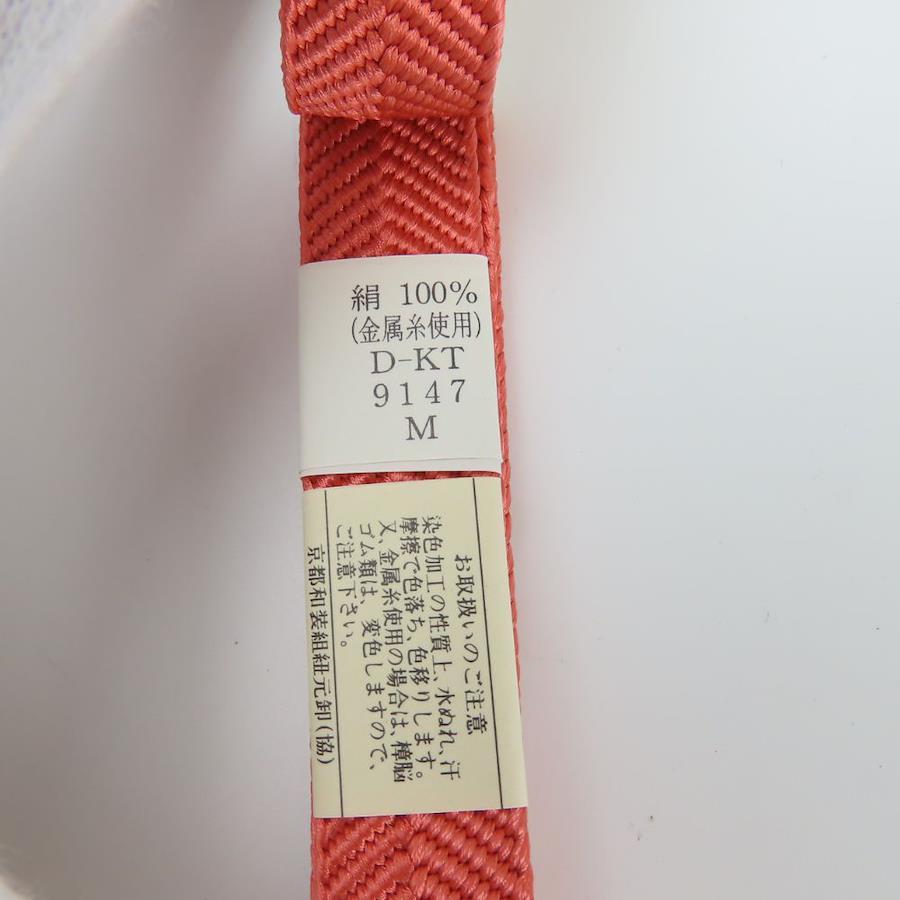 絹 100%
(金属糸使用)
D-KT
9147
M
お取扱いのご注意
染色加工の性質上、水ぬれ、汗
摩擦で色落ち、色移りします。
又、金属糸使用の場合は、樟脳
ゴム類は、変色しますので、
ご注意下さい。
京都和装組紐元卸(協)